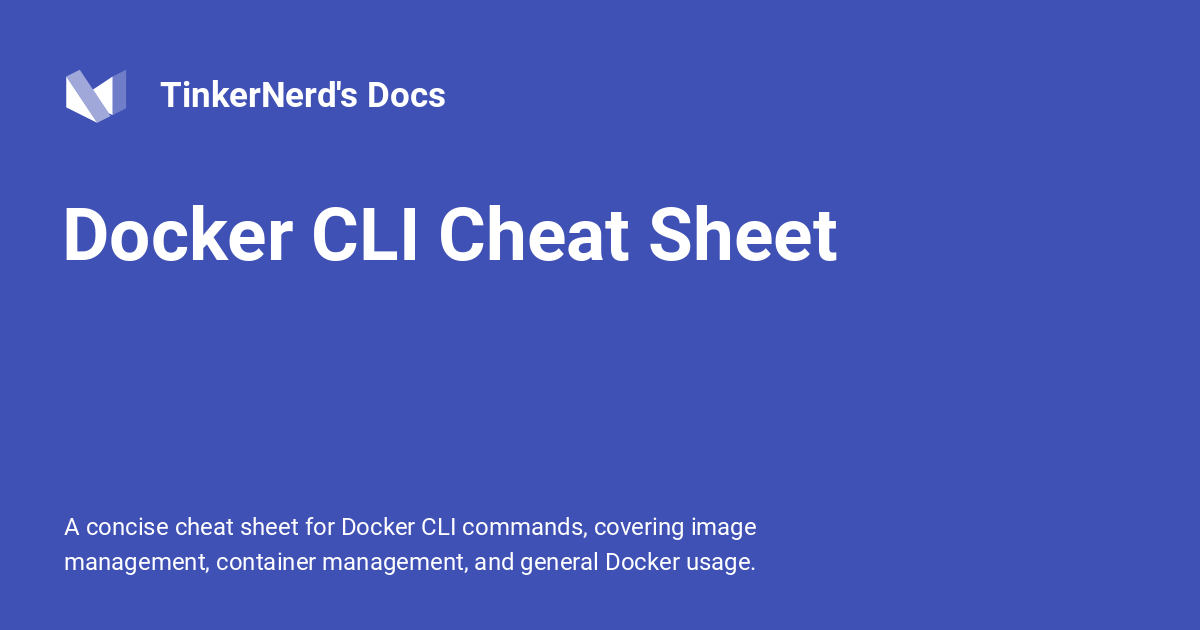 TinkerNerd's Docs
Docker CLI Cheat Sheet
A concise cheat sheet for Docker CLI commands, covering image
management, container management, and general Docker usage.